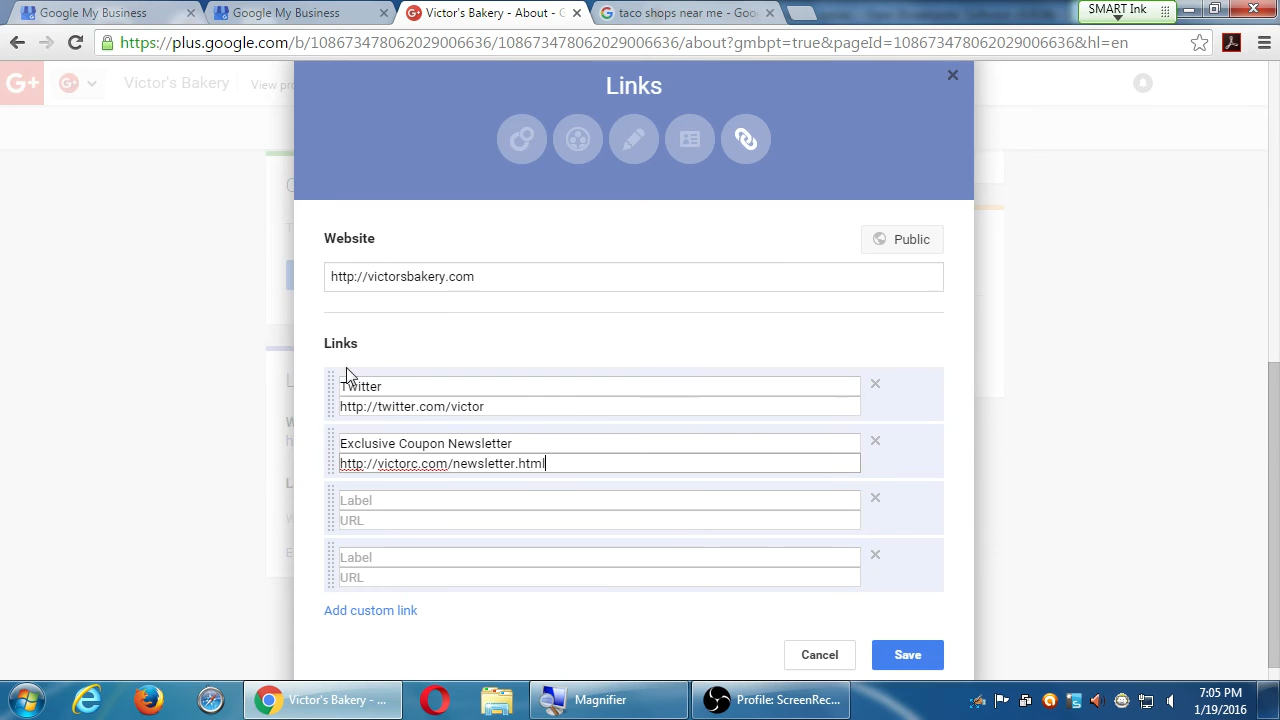 Google My Business
Google My Business
Victor's Bakery - About - G
taco shops near me - Goo
SMART Ink
https://plus.google.com/b/108673478062029006636/108673478062029006636/about?gmbpt=true&pageId=108673478062029006636&hl=en
G+
Victor's Bakery
View pro
Links
Website
Public
http://victorsbakery.com
Links
Twitter
http://twitter.com/victor
Exclusive Coupon Newsletter
http://victorc.com/newsletter.html
Label
URL
Label
URL
Add custom link
Cancel
Save
Victor's Bakery - ...
Magnifier
Profile: ScreenRec...
7:05 PM
1/19/2016